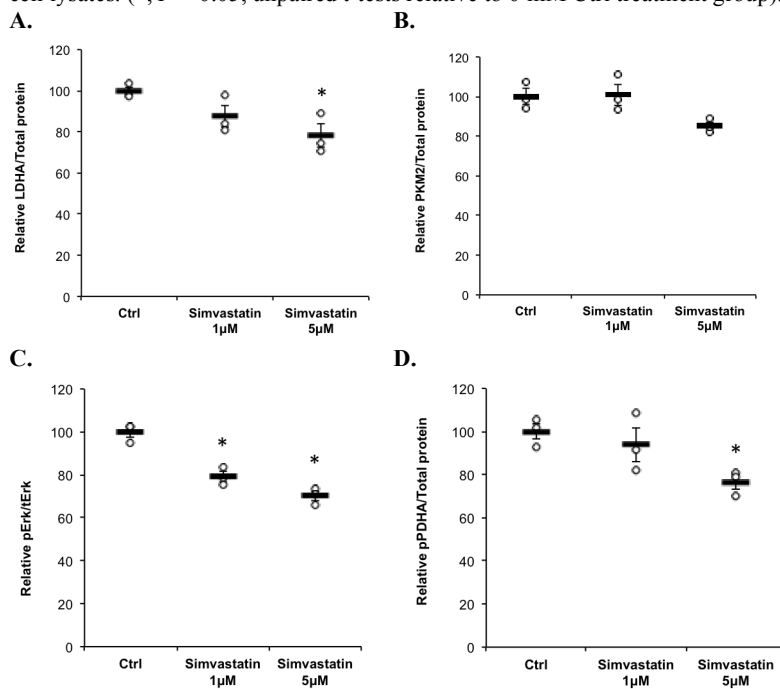 cell lysates. (*, P 0.05, unpaired t-tests relative to 0 mM Ctrl treatment group).
A.
Relative LDHA/Total protein
120
100
80
60
40
20
0
*
Ctrl Simvastatin Simvastatin
1µM 5µM
B.
Relative PKM2/Total protein
120
100
80
60
40
20
0
Ctrl Simvastatin Simvastatin
1µM 5µM
C.
Relative pErk/tErk
120
100
80
60
40
20
0
*
*
Ctrl Simvastatin Simvastatin
1µM 5µM
D.
Relative pPDHA/Total protein
120
100
80
60
40
20
0
*
Ctrl Simvastatin Simvastatin
1µM 5µM